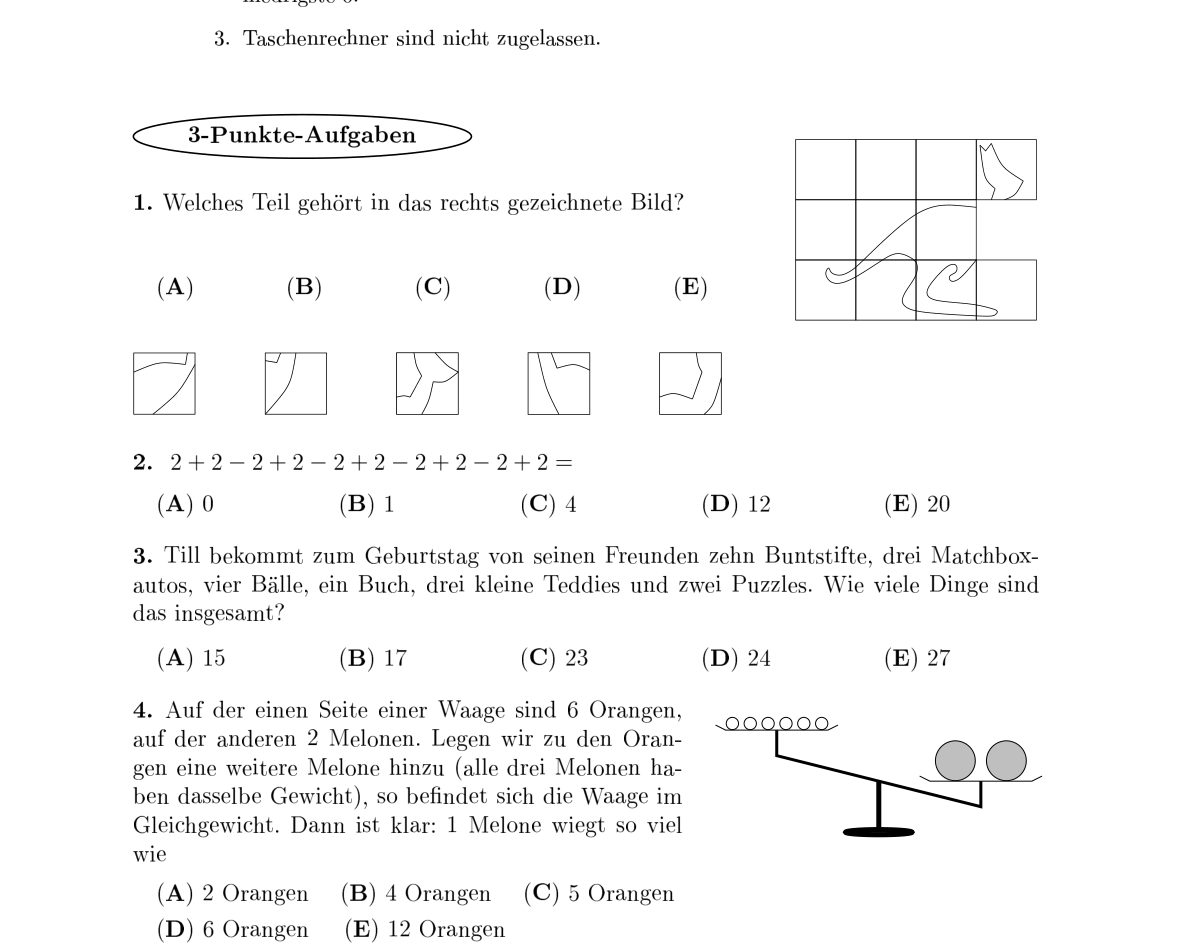 3. Taschenrechner sind nicht zugelassen.
3-Punkte-Aufgaben
1. Welches Teil gehört in das rechts gezeichnete Bild?
(A) (B) (C) (D) (E)
2. 2 + 2 − 2 + 2 − 2 + 2 − 2 + 2 − 2 + 2 =
(A) 0 (B) 1 (C) 4 (D) 12 (E) 20
3. Till bekommt zum Geburtstag von seinen Freunden zehn Buntstifte, drei Matchbox-
autos, vier Bälle, ein Buch, drei kleine Teddies und zwei Puzzles. Wie viele Dinge sind
das insgesamt?
(A) 15 (B) 17 (C) 23 (D) 24 (E) 27
4. Auf der einen Seite einer Waage sind 6 Orangen,
auf der anderen 2 Melonen. Legen wir zu den Oran-
gen eine weitere Melone hinzu (alle drei Melonen ha-
ben dasselbe Gewicht), so befindet sich die Waage im
Gleichgewicht. Dann ist klar: 1 Melone wiegt so viel
wie
(A) 2 Orangen (B) 4 Orangen (C) 5 Orangen
(D) 6 Orangen (E) 12 Orangen